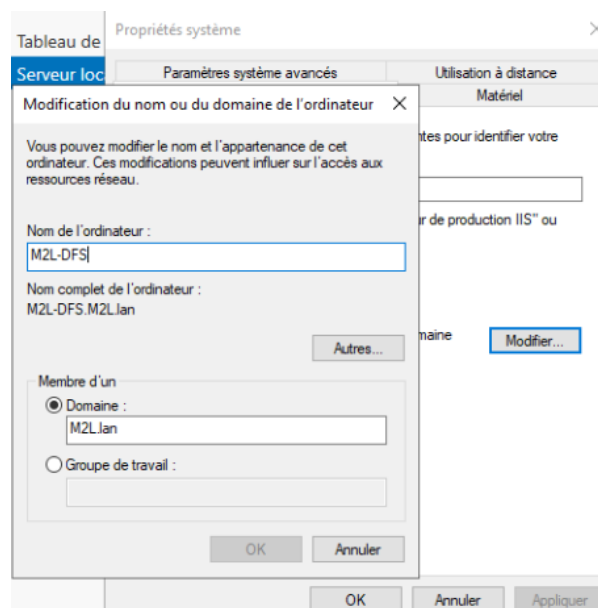 Tableau de
Propriétés système
Serveur loc
Paramètres système avancés
Utilisation à distance
Matériel
Modification du nom ou du domaine de l'ordinateur
Vous pouvez modifier le nom et l'appartenance de cet
ordinateur. Ces modifications peuvent influer sur l'accès aux
ressources réseau.
ntes pour identifier votre
ur de production IIS" ou
Nom de l'ordinateur :
M2L-DFS
Nom complet de l'ordinateur :
M2L-DFS.M2L.lan
Autres...
maine
Modifier...
Membre d'un
Domaine :
M2L.lan
Groupe de travail :
OK
Annuler
OK
Annuler
Appliquer